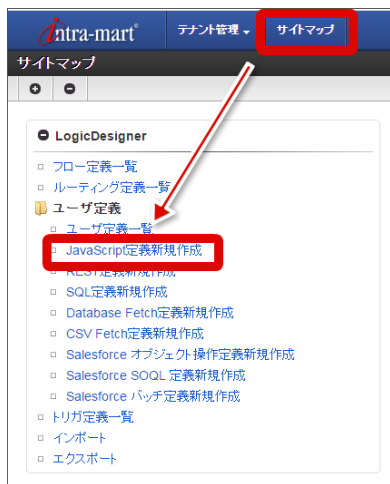 intra-mart®
テナント管理
サイトマップ
サイトマップ
LogicDesigner
フロー定義一覧
ルーティング定義一覧
ユーザ定義
ユーザ定義一覧
JavaScript定義新規作成
REST定義新規作成
SQL定義新規作成
Database Fetch定義新規作成
CSV Fetch定義新規作成
Salesforce オブジェクト操作定義新規作成
Salesforce SOQL 定義新規作成
Salesforce バッチ定義新規作成
トリガ定義一覧
インポート
エクスポート